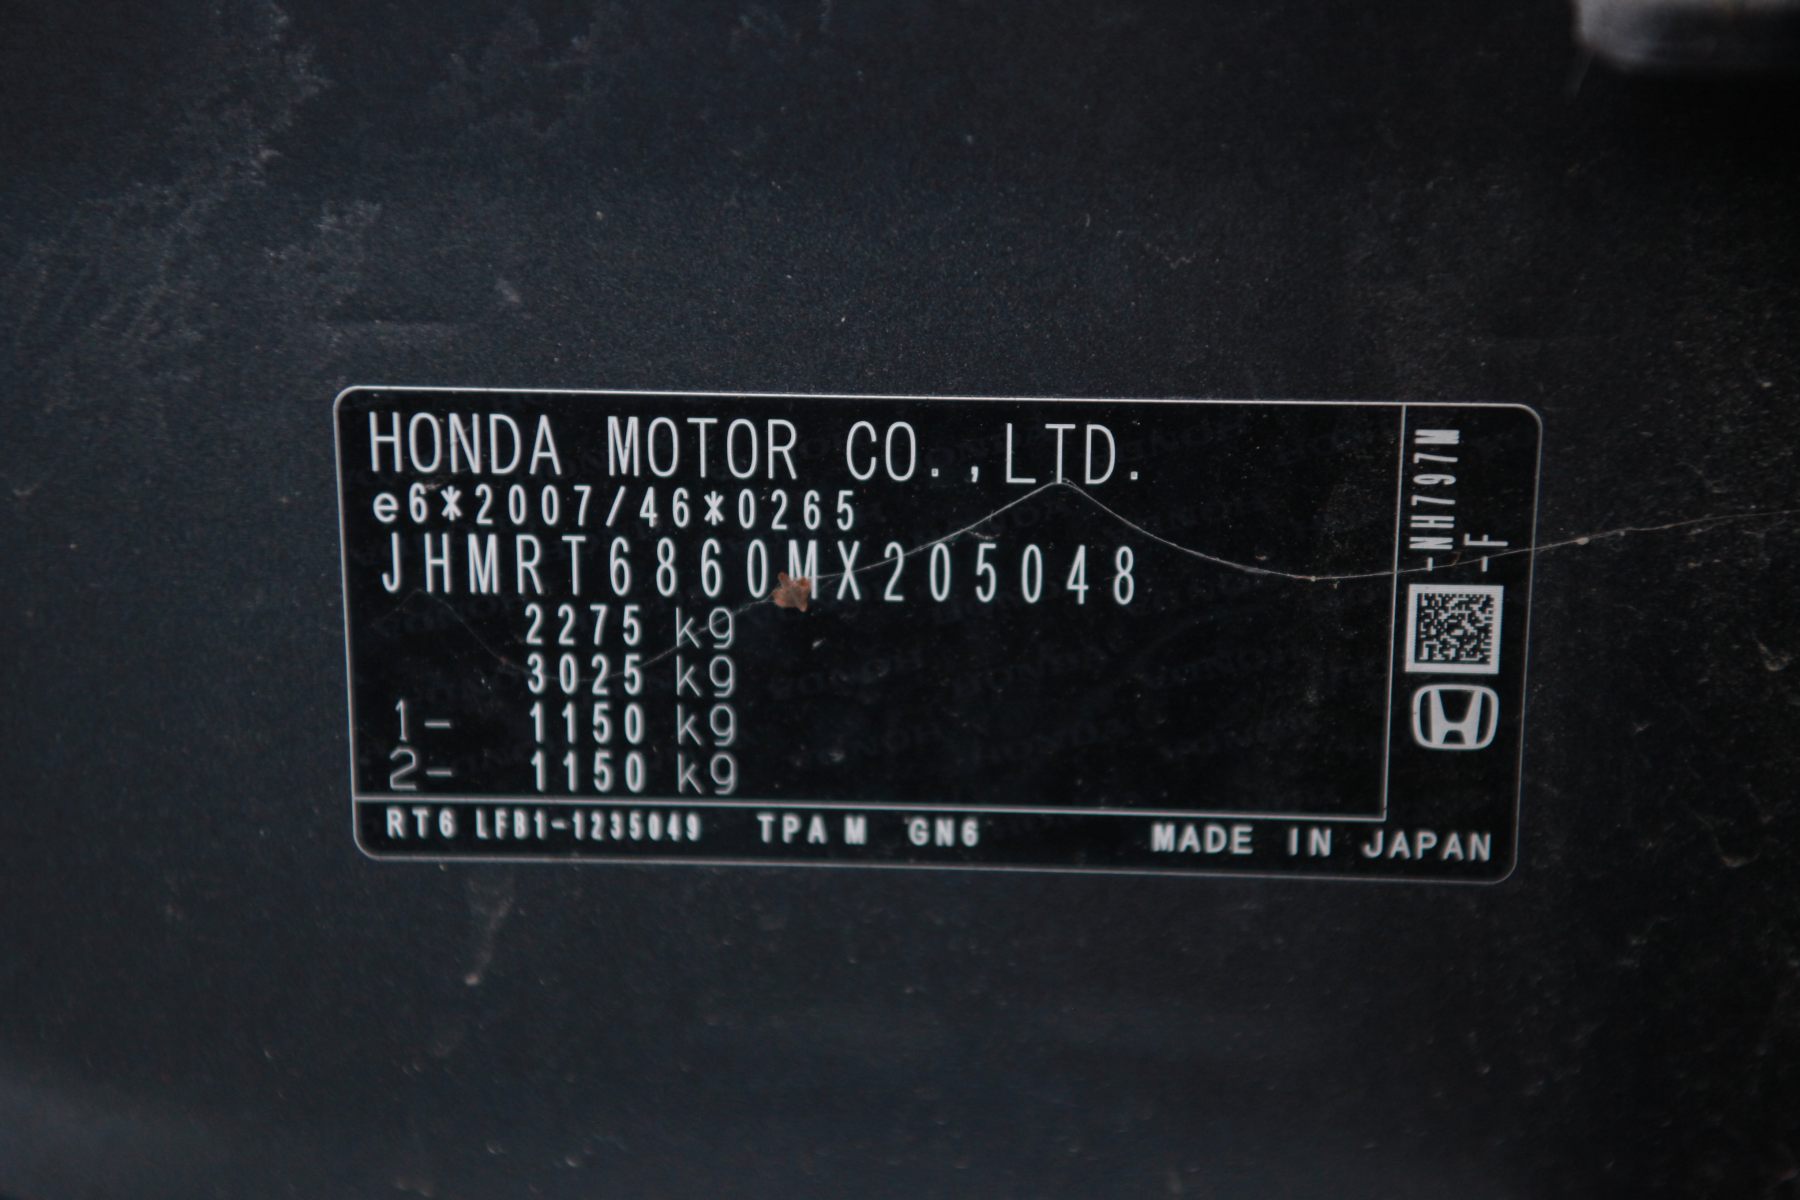 HONDA MOTOR CO.,LTD.
e6*2007/46*0265
JHMRT6860MX205048
2275 kg
3025 kg
1- 1150 kg
2- 1150 kg
RT6 LFB1-1235049 TPAM GN6 MADE IN JAPAN
-NH797M
-F